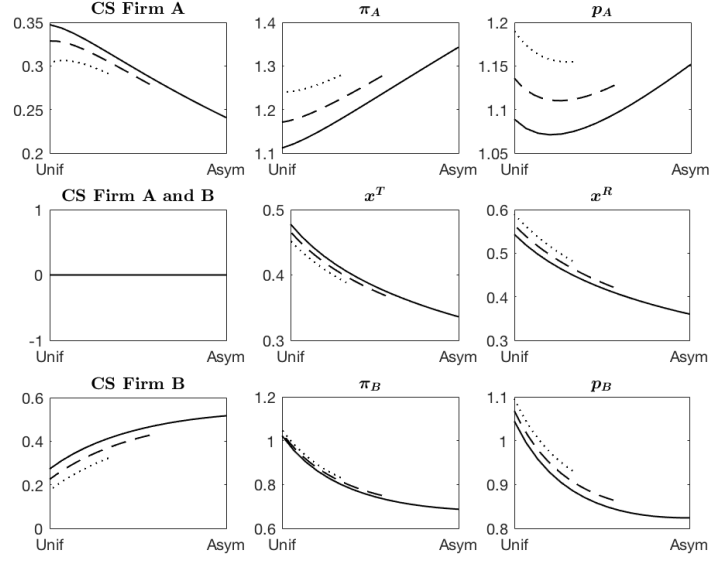 CS Firm A
π_A
p_A
0.35
0.3
0.25
0.2
Unif
Asym
1.4
1.3
1.2
1.1
Unif
Asym
1.2
1.15
1.1
1.05
Unif
Asym
CS Firm A and B
x^T
x^R
1
0
-1
Unif
Asym
0.5
0.4
0.3
Unif
Asym
0.6
0.5
0.4
0.3
Unif
Asym
CS Firm B
π_B
p_B
0.6
0.4
0.2
0
Unif
Asym
1.2
1
0.8
0.6
Unif
Asym
1.1
1
0.9
0.8
Unif
Asym